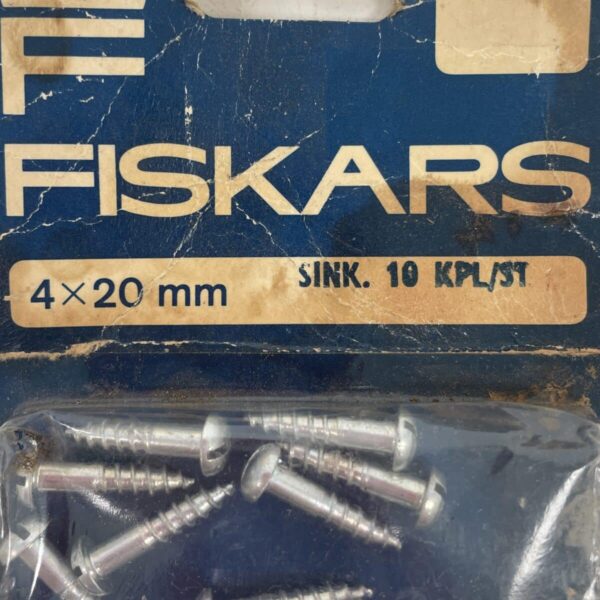 F
FISKARS
4×20 mm SINK. 10 KPL/ST